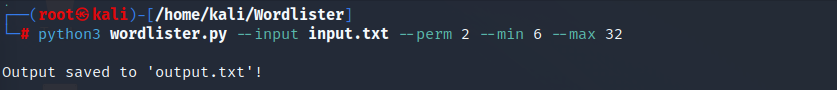 ┌──(root㉿kali)-[/home/kali/Wordlister]
└─# python3 wordlister.py --input input.txt --perm 2 --min 6 --max 32
Output saved to 'output.txt'!